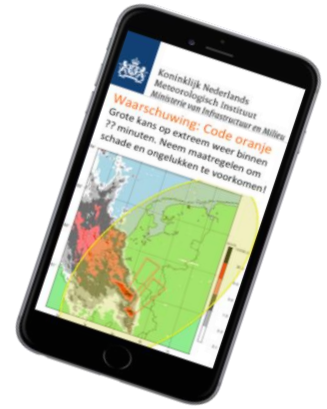 Koninklijk Nederlands
Meteorologisch Instituut
Ministerie van Infrastructuur en Milieu
Waarschuwing: Code oranje
Grote kans op extreem weer binnen
?? minuten. Neem maatregelen om
schade en ongelukken te voorkomen!